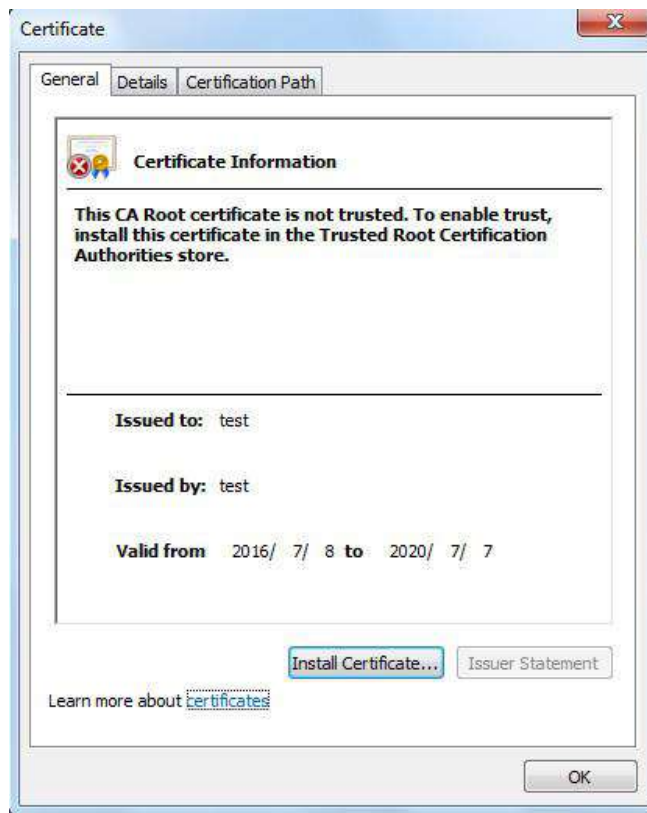 Certificate
X
General Details Certification Path
Certificate Information
This CA Root certificate is not trusted. To enable trust,
install this certificate in the Trusted Root Certification
Authorities store.
Issued to: test
Issued by: test
Valid from 2016/ 7/ 8 to 2020/ 7/ 7
Install Certificate... Issuer Statement
Learn more about certificates
OK